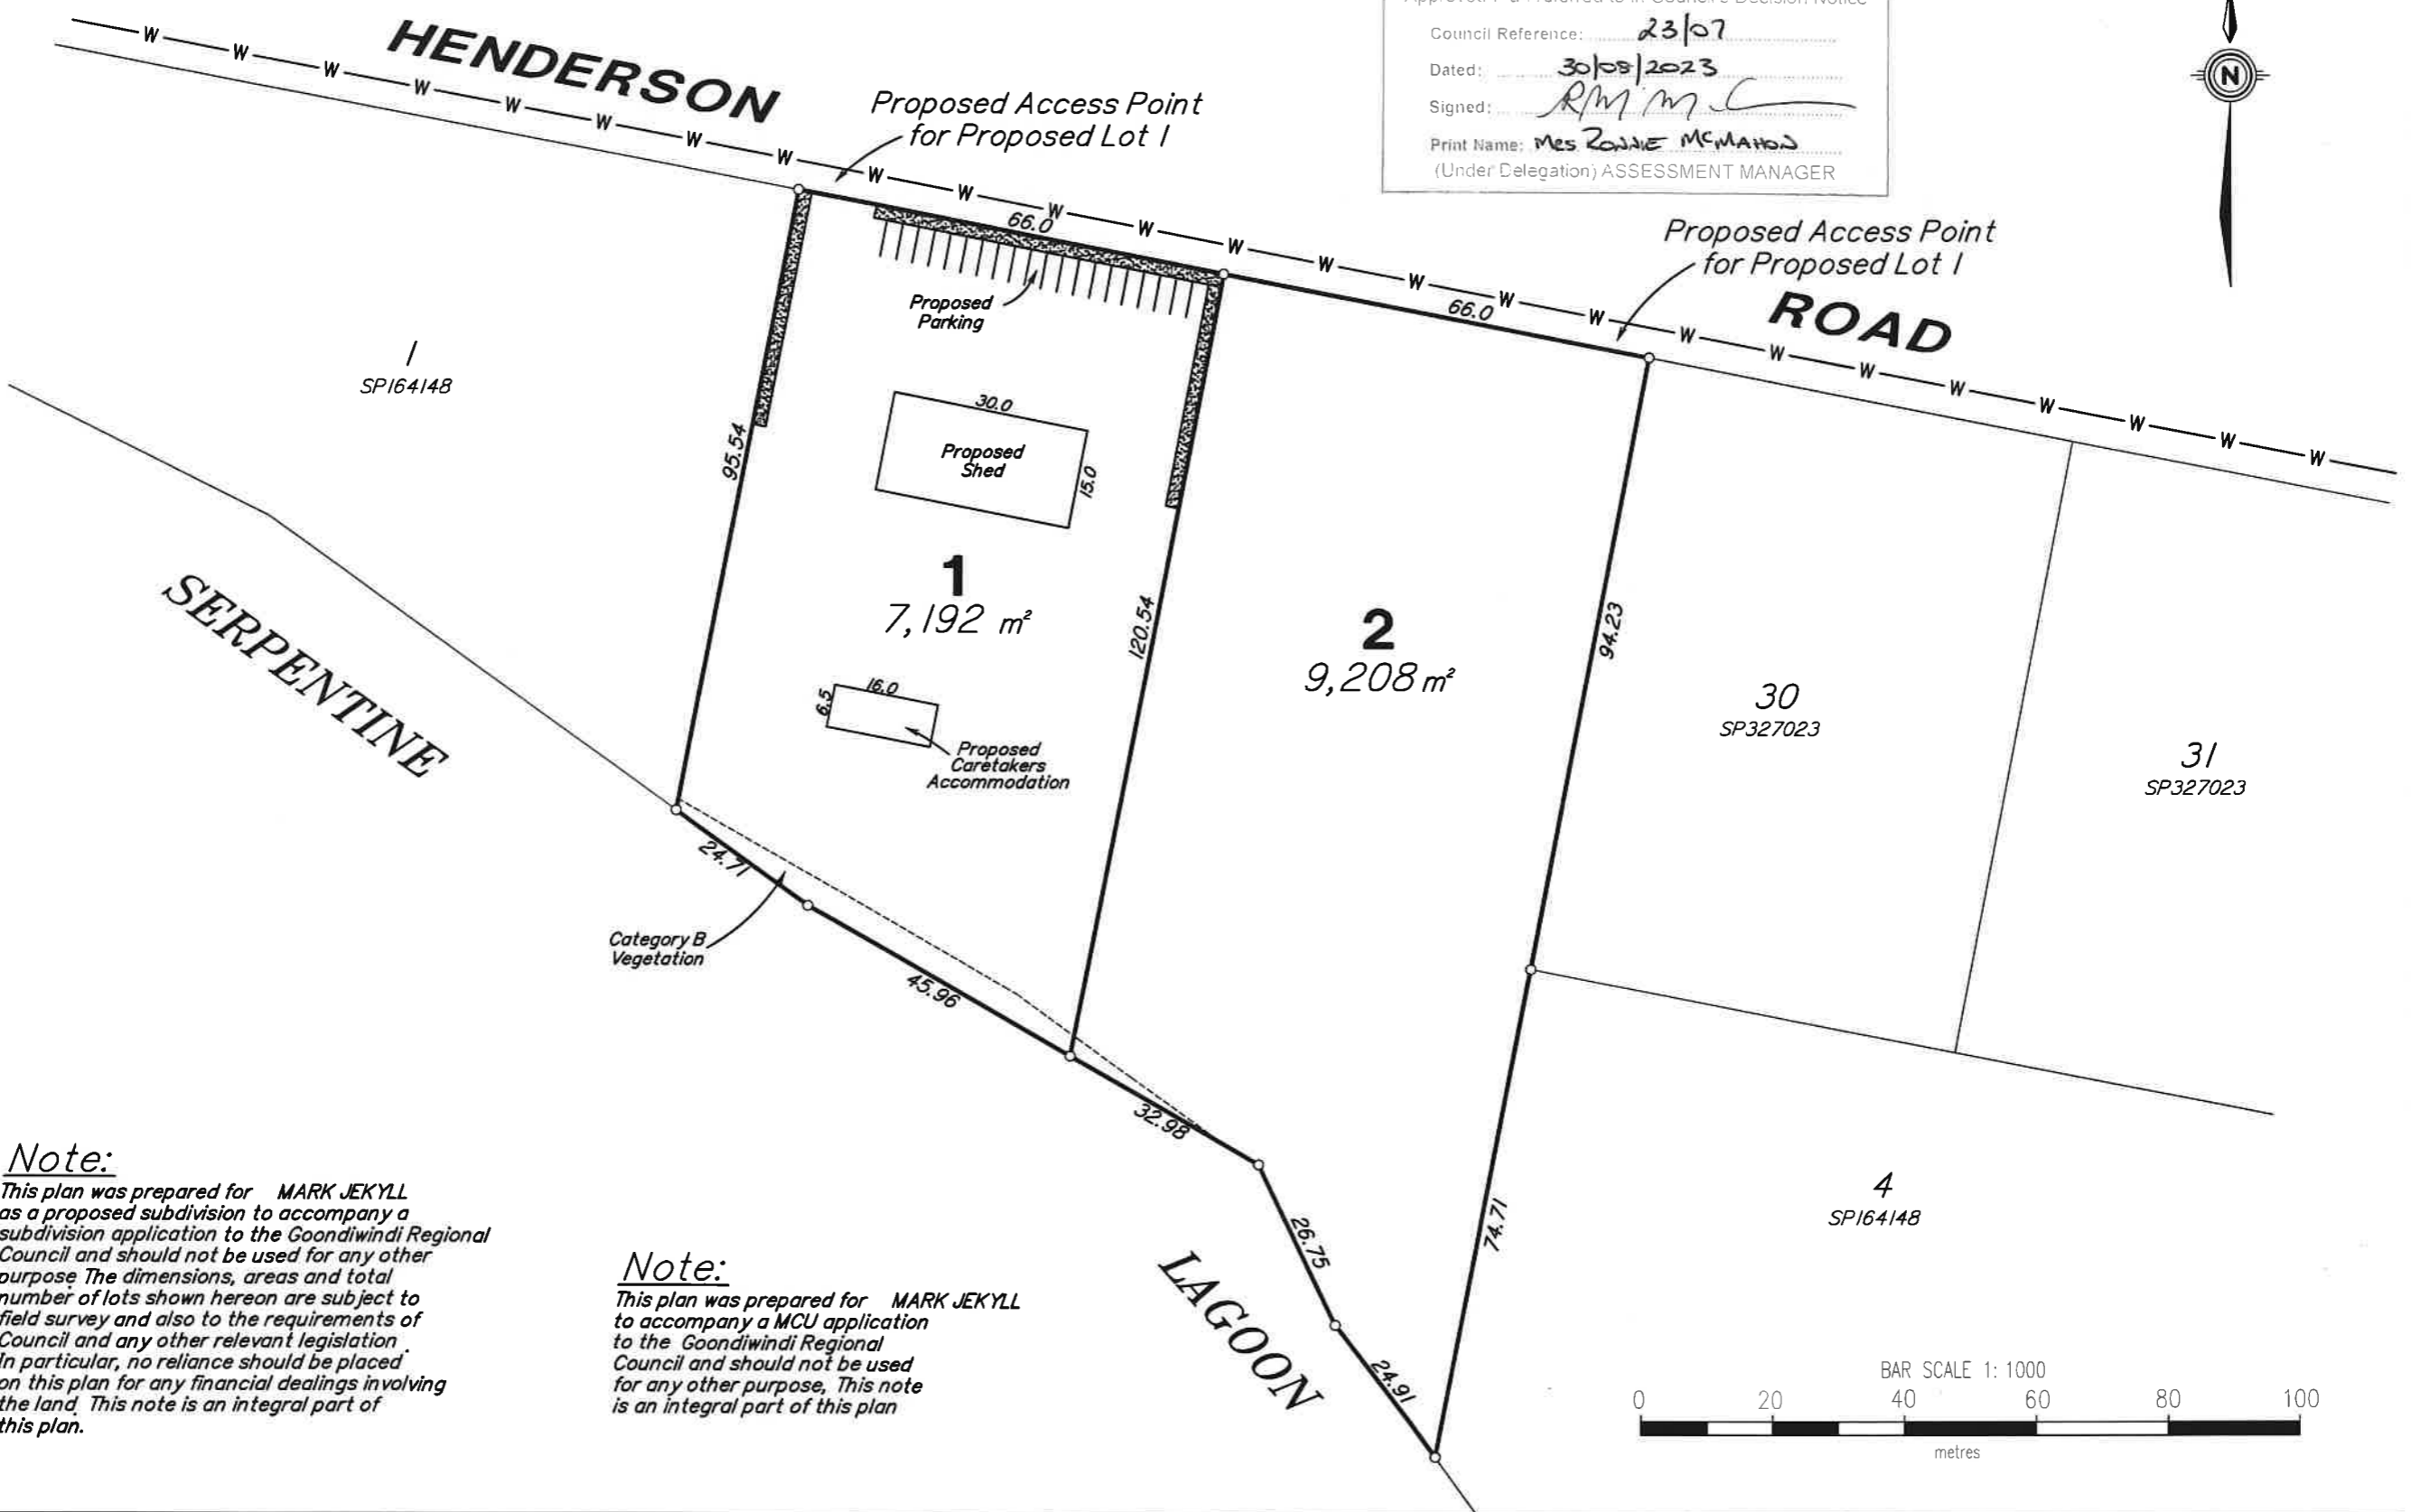 HENDERSON
ROAD
Council Reference: 23/07
Dated: 30/08/2023
Signed:
Print Name: MRS RONNIE MCMAHON
(Under Delegation) ASSESSMENT MANAGER
N
Proposed Access Point
for Proposed Lot 1
Proposed Access Point
for Proposed Lot 1
W W W W W W W W W W W W W W W W W W W W W W W W W
66.0
66.0
Proposed
Parking
1
SP164148
30.0
Proposed
Shed
15.0
95.54
1
7,192 m²
120.54
2
9,208 m²
94.23
30
SP327023
31
SP327023
16.0
6.5
Proposed
Caretakers
Accommodation
SERPENTINE
24.71
Category B
Vegetation
45.96
32.98
26.75
24.91
74.71
4
SP164148
LAGOON
Note:
This plan was prepared for MARK JEKYLL
as a proposed subdivision to accompany a
subdivision application to the Goondiwindi Regional
Council and should not be used for any other
purpose The dimensions, areas and total
number of lots shown hereon are subject to
field survey and also to the requirements of
Council and any other relevant legislation.
In particular, no reliance should be placed
on this plan for any financial dealings involving
the land. This note is an integral part of
this plan.
Note:
This plan was prepared for MARK JEKYLL
to accompany a MCU application
to the Goondiwindi Regional
Council and should not be used
for any other purpose, This note
is an integral part of this plan
BAR SCALE 1: 1000
0 20 40 60 80 100
metres